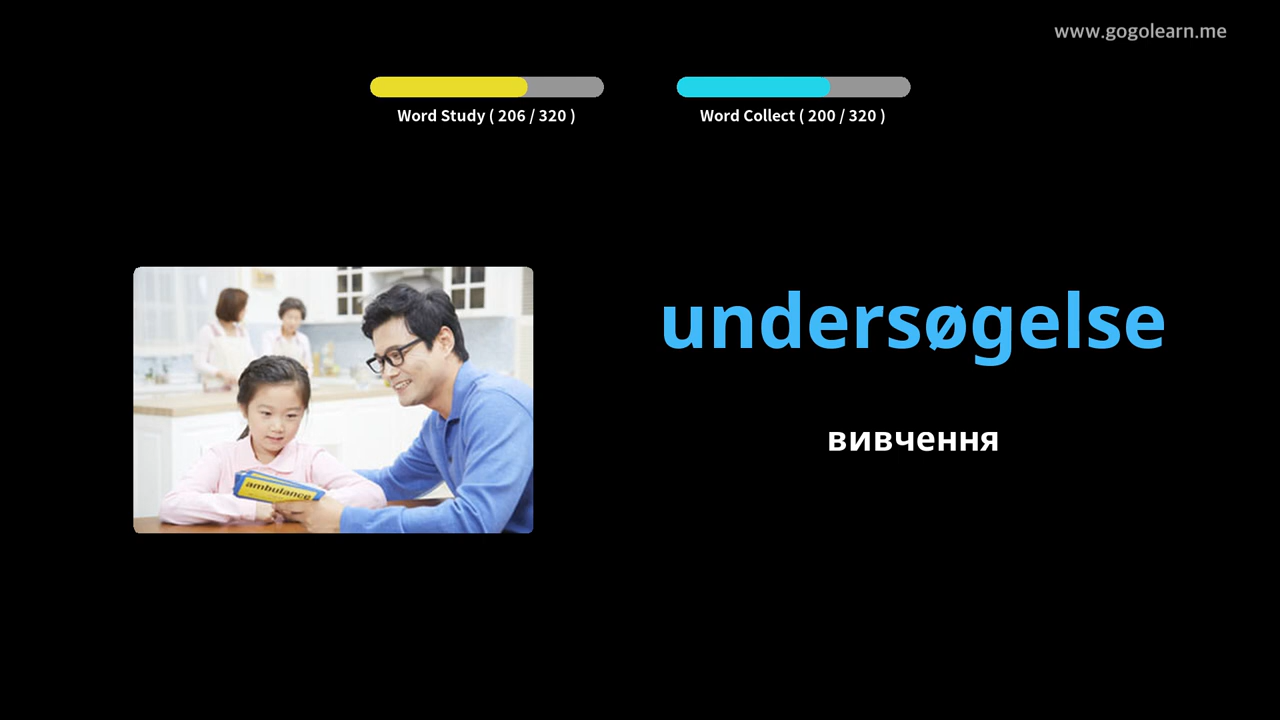 www.gogolearn.me
Word Study ( 206 / 320 )
Word Collect ( 200 / 320 )
undersøgelse
вивчення
ambulance